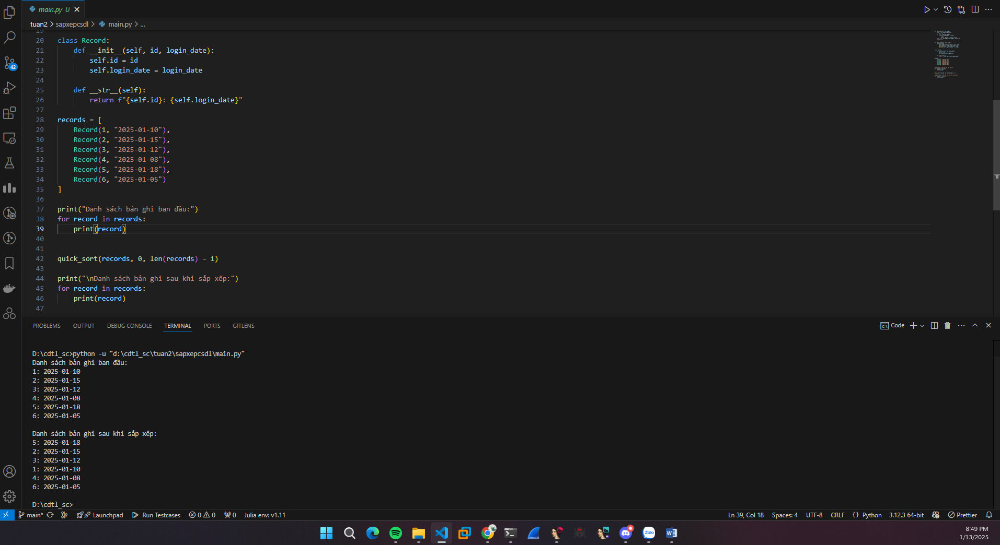 main.py U
tuan2 > sapxepcsdl > main.py > ...
19
20 class Record:
21 def __init__(self, id, login_date):
22 self.id = id
23 self.login_date = login_date
24
25 def __str__(self):
26 return f"{self.id}: {self.login_date}"
27
28 records = [
29 Record(1, "2025-01-10"),
30 Record(2, "2025-01-15"),
31 Record(3, "2025-01-12"),
32 Record(4, "2025-01-08"),
33 Record(5, "2025-01-18"),
34 Record(6, "2025-01-05")
35 ]
36
37 print("Danh sách bản ghi ban đầu:")
38 for record in records:
39 print(record)
40
41
42 quick_sort(records, 0, len(records) - 1)
43
44 print("\nDanh sách bản ghi sau khi sắp xếp:")
45 for record in records:
46 print(record)
47
42
PROBLEMS OUTPUT DEBUG CONSOLE TERMINAL PORTS GITLENS Code
D:\cdtl_sc>python -u "d:\cdtl_sc\tuan2\sapxepcsdl\main.py"
Danh sách bản ghi ban đầu:
1: 2025-01-10
2: 2025-01-15
3: 2025-01-12
4: 2025-01-08
5: 2025-01-18
6: 2025-01-05
Danh sách bản ghi sau khi sắp xếp:
5: 2025-01-18
2: 2025-01-15
3: 2025-01-12
1: 2025-01-10
4: 2025-01-08
6: 2025-01-05
D:\cdtl_sc>
main* Launchpad Run Testcases 0 0 0 Julia env: v1.11 Ln 39, Col 18 Spaces: 4 UTF-8 CRLF {} Python 3.12.3 64-bit Prettier
Zalo
8:49 PM
1/13/2025